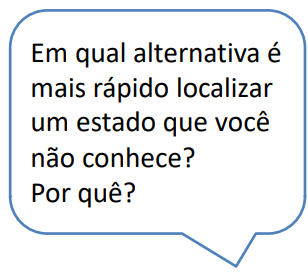 Em qual alternativa é
mais rápido localizar
um estado que você
não conhece?
Por quê?